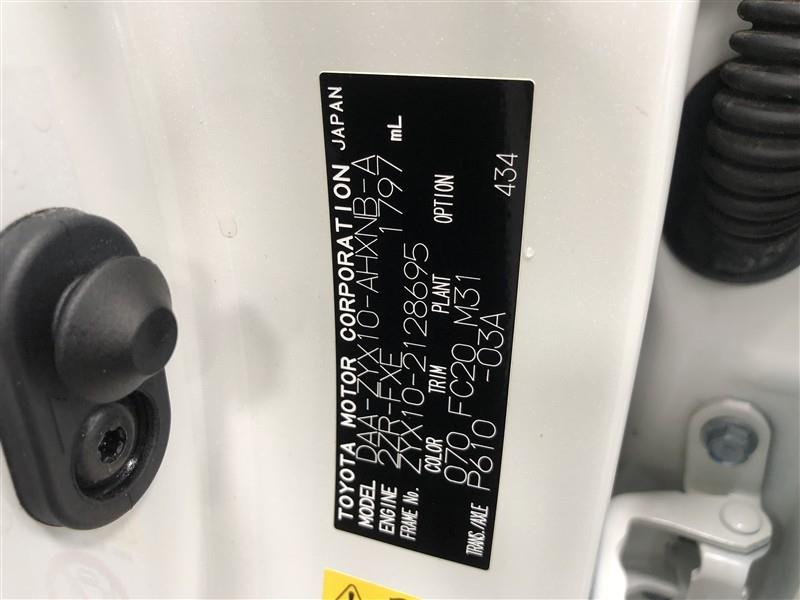 TOYOTA MOTOR CORPORATION JAPAN
MODEL DAA-ZYX10-AHXNB-A
ENGINE 2ZR-FXE 1797 mL
FRAME No. ZYX10-2128695
COLOR TRIM PLANT OPTION
070 FC20 M31
TRANS./AXLE P610 -03A 434